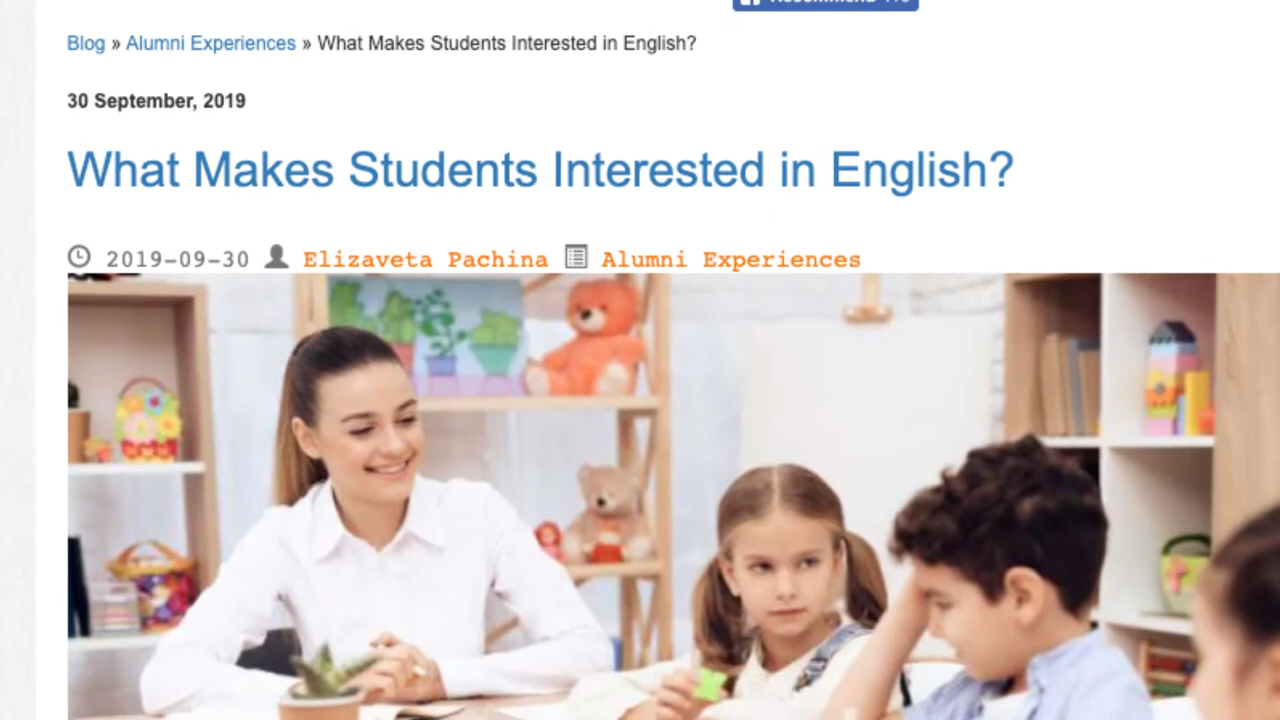 Blog » Alumni Experiences » What Makes Students Interested in English?
30 September, 2019
What Makes Students Interested in English?
2019-09-30 Elizaveta Pachina Alumni Experiences